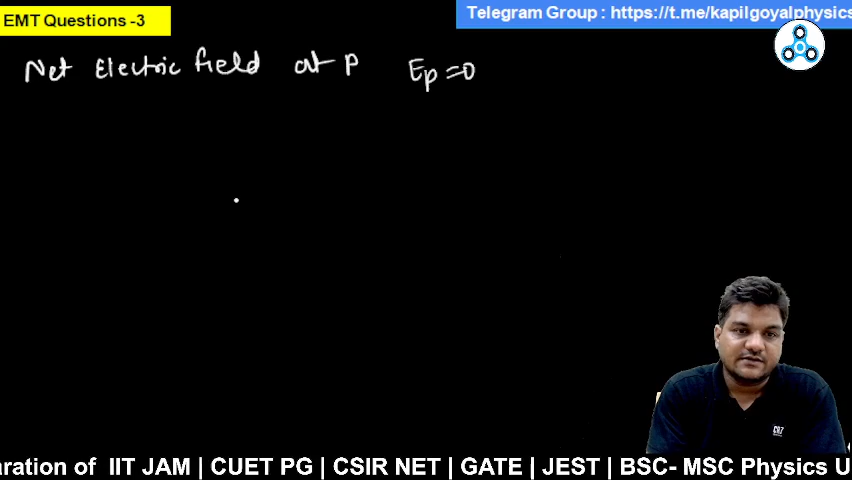 EMT Questions -3
Telegram Group : https://t.me/kapilgoyalphysics
Net Electric field at P Ep = 0
aration of IIT JAM | CUET PG | CSIR NET | GATE | JEST | BSC- MSC Physics U